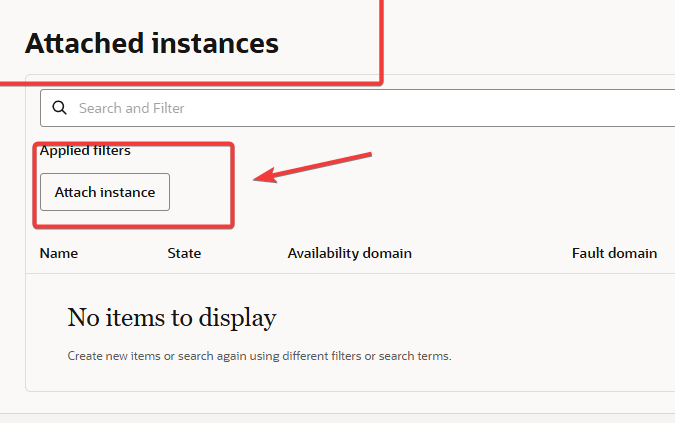 Attached instances
Search and Filter
Applied filters
Attach instance
Name State Availability domain Fault domain
No items to display
Create new items or search again using different filters or search terms.